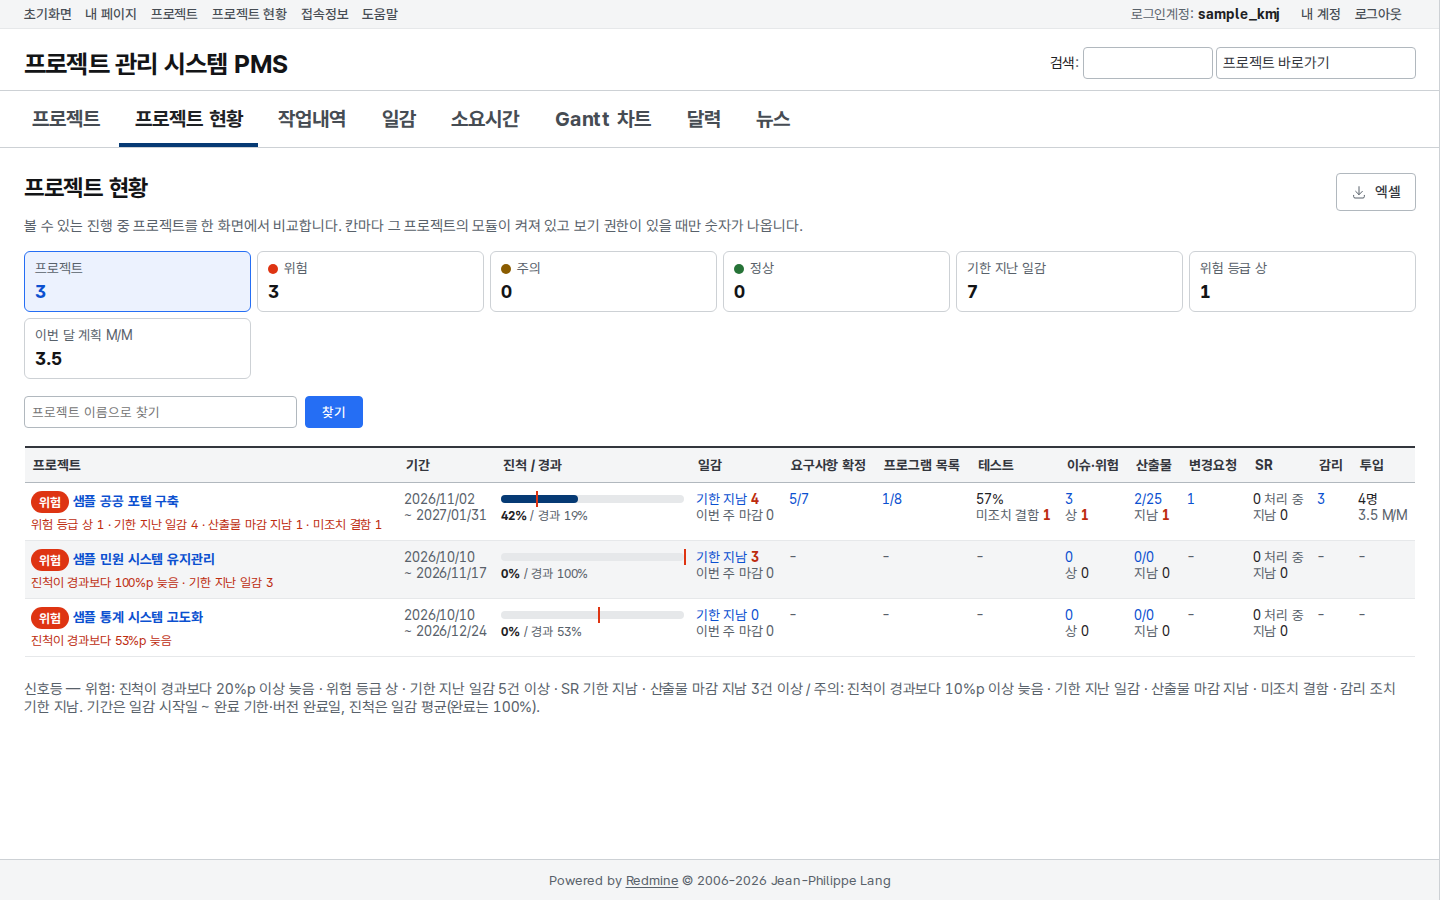 초기화면 내 페이지 프로젝트 프로젝트 현황 접속정보 도움말 로그인계정: sample_kmj 내 계정 로그아웃
프로젝트 관리 시스템 PMS 검색: 프로젝트 바로가기
프로젝트 프로젝트 현황 작업내역 일감 소요시간 Gantt 차트 달력 뉴스
프로젝트 현황 엑셀
볼 수 있는 진행 중 프로젝트를 한 화면에서 비교합니다. 칸마다 그 프로젝트의 모듈이 켜져 있고 보기 권한이 있을 때만 숫자가 나옵니다.
프로젝트 위험 주의 정상 기한 지난 일감 위험 등급 상
3 3 0 0 7 1
이번 달 계획 M/M
3.5
프로젝트 이름으로 찾기 찾기
프로젝트 기간 진척 / 경과 일감 요구사항 확정 프로그램 목록 테스트 이슈·위험 산출물 변경요청 SR 감리 투입
위험 샘플 공공 포털 구축 2026/11/02 기한 지남 4 5/7 1/8 57% 3 2/25 1 0 처리 중 3 4명
위험 등급 상 1 · 기한 지난 일감 4 · 산출물 마감 지남 1 · 미조치 결함 1 ~ 2027/01/31 42% / 경과 19% 이번 주 마감 0 미조치 결함 1 상 1 지남 1 지남 0 3.5 M/M
위험 샘플 민원 시스템 유지관리 2026/10/10 기한 지남 3 - - - 0 0/0 - 0 처리 중 - -
진척이 경과보다 100%p 늦음 · 기한 지난 일감 3 ~ 2026/11/17 0% / 경과 100% 이번 주 마감 0 상 0 지남 0 지남 0
위험 샘플 통계 시스템 고도화 2026/10/10 기한 지남 0 - - - 0 0/0 - 0 처리 중 - -
진척이 경과보다 53%p 늦음 ~ 2026/12/24 0% / 경과 53% 이번 주 마감 0 상 0 지남 0 지남 0
신호등 — 위험: 진척이 경과보다 20%p 이상 늦음 · 위험 등급 상 · 기한 지난 일감 5건 이상 · SR 기한 지남 · 산출물 마감 지남 3건 이상 / 주의: 진척이 경과보다 10%p 이상 늦음 · 기한 지난 일감 · 산출물 마감 지남 · 미조치 결함 · 감리 조치
기한 지남. 기간은 일감 시작일 ~ 완료 기한·버전 완료일, 진척은 일감 평균(완료는 100%).
Powered by Redmine © 2006-2026 Jean-Philippe Lang